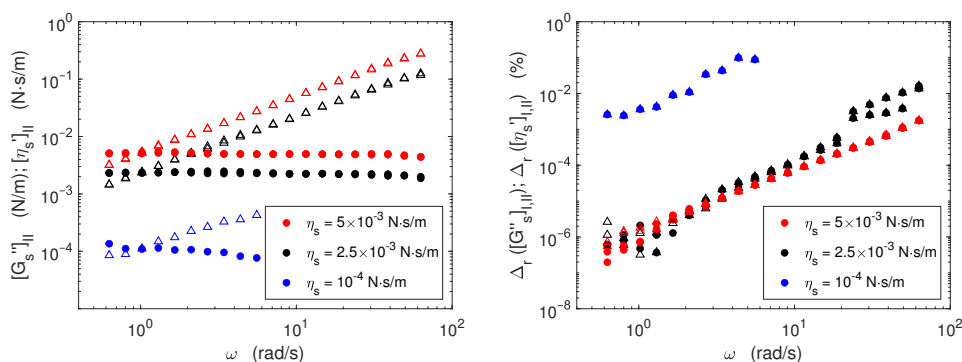 [G_s'']_II (N/m); [η_s']_II (N·s/m)
10^0
10^-1
10^-2
10^-3
10^-4
η_s = 5×10^-3 N·s/m
η_s = 2.5×10^-3 N·s/m
η_s = 10^-4 N·s/m
10^0 10^1 10^2
ω (rad/s)
Δ_r ([G''_s]_I,II); Δ_r ([η_s']_I,II) (%)
10^0
10^-2
10^-4
10^-6
10^-8
η_s = 5×10^-3 N·s/m
η_s = 2.5×10^-3 N·s/m
η_s = 10^-4 N·s/m
10^0 10^1 10^2
ω (rad/s)